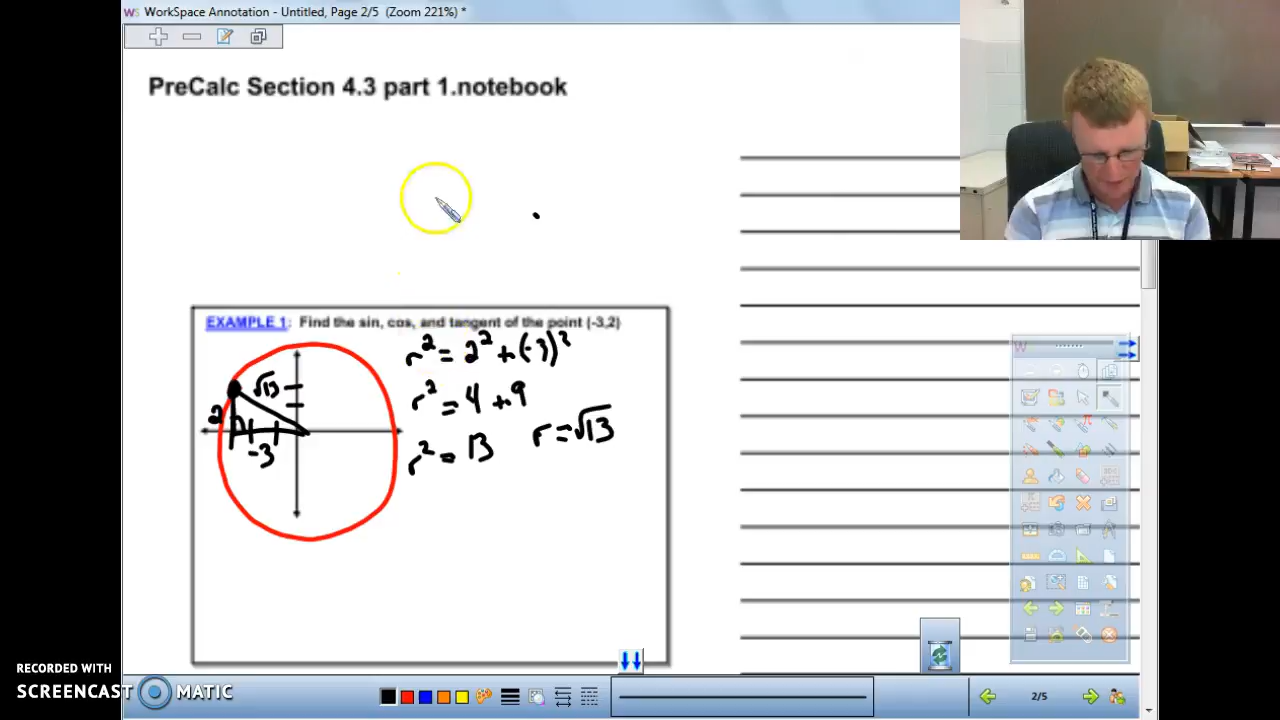 WS WorkSpace Annotation - Untitled, Page 2/5 (Zoom 221%) *
PreCalc Section 4.3 part 1.notebook
EXAMPLE 1: Find the sin, cos, and tangent of the point (-3,2)
r² = 2² + (-3)²
√13
r² = 4 + 9
2
r = √13
-3
r² = 13
W
RECORDED WITH
SCREENCAST MATIC
2/5